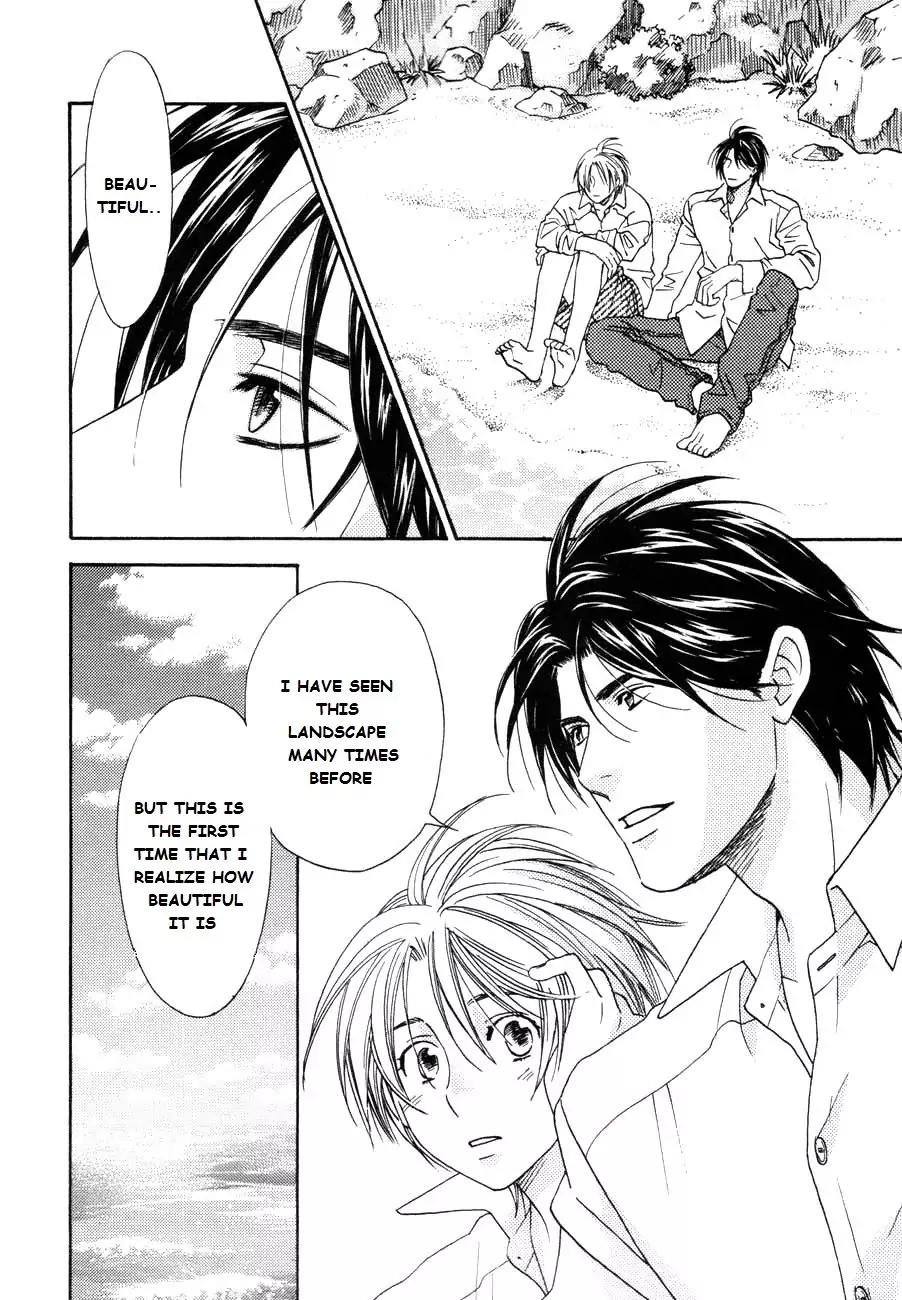 BEAU-
TIFUL..
I HAVE SEEN
THIS
LANDSCAPE
MANY TIMES
BEFORE
BUT THIS IS
THE FIRST
TIME THAT I
REALIZE HOW
BEAUTIFUL
IT IS